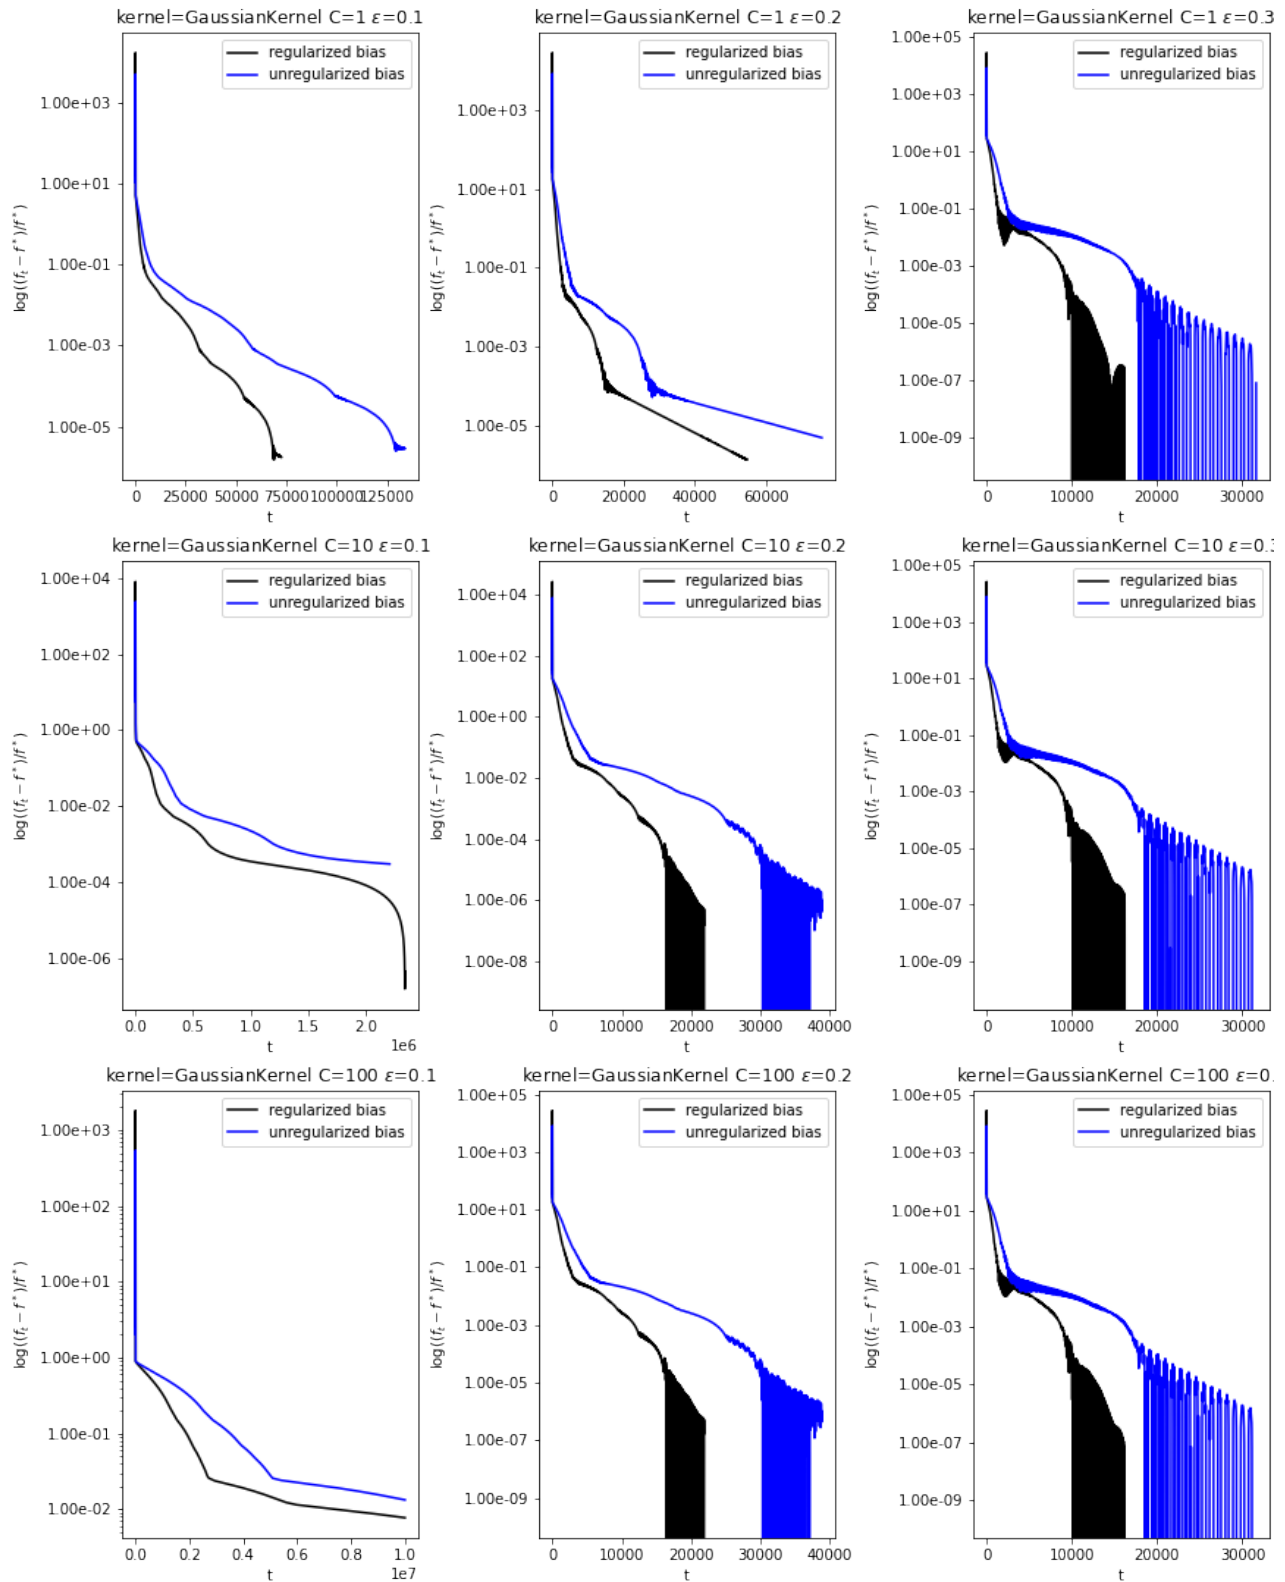 kernel=GaussianKernel C=1 ε=0.1
regularized bias
unregularized bias
1.00e+03
1.00e+01
1.00e-01
1.00e-03
1.00e-05
log((f_t − f*)/f*)
0 25000 50000 75000 100000 125000
t
kernel=GaussianKernel C=1 ε=0.2
regularized bias
unregularized bias
1.00e+03
1.00e+01
1.00e-01
1.00e-03
1.00e-05
log((f_t − f*)/f*)
0 20000 40000 60000
t
kernel=GaussianKernel C=1 ε=0.3
regularized bias
unregularized bias
1.00e+05
1.00e+03
1.00e+01
1.00e-01
1.00e-03
1.00e-05
1.00e-07
1.00e-09
log((f_t − f*)/f*)
0 10000 20000 30000
t
kernel=GaussianKernel C=10 ε=0.1
regularized bias
unregularized bias
1.00e+04
1.00e+02
1.00e+00
1.00e-02
1.00e-04
1.00e-06
log((f_t − f*)/f*)
0.0 0.5 1.0 1.5 2.0
t
1e6
kernel=GaussianKernel C=10 ε=0.2
regularized bias
unregularized bias
1.00e+04
1.00e+02
1.00e+00
1.00e-02
1.00e-04
1.00e-06
1.00e-08
log((f_t − f*)/f*)
0 10000 20000 30000 40000
t
kernel=GaussianKernel C=10 ε=0.3
regularized bias
unregularized bias
1.00e+05
1.00e+03
1.00e+01
1.00e-01
1.00e-03
1.00e-05
1.00e-07
1.00e-09
log((f_t − f*)/f*)
0 10000 20000 30000
t
kernel=GaussianKernel C=100 ε=0.1
regularized bias
unregularized bias
1.00e+03
1.00e+02
1.00e+01
1.00e+00
1.00e-01
1.00e-02
log((f_t − f*)/f*)
0.0 0.2 0.4 0.6 0.8 1.0
t
1e7
kernel=GaussianKernel C=100 ε=0.2
regularized bias
unregularized bias
1.00e+05
1.00e+03
1.00e+01
1.00e-01
1.00e-03
1.00e-05
1.00e-07
1.00e-09
log((f_t − f*)/f*)
0 10000 20000 30000 40000
t
kernel=GaussianKernel C=100 ε=0.
regularized bias
unregularized bias
1.00e+05
1.00e+03
1.00e+01
1.00e-01
1.00e-03
1.00e-05
1.00e-07
1.00e-09
log((f_t − f*)/f*)
0 10000 20000 30000
t